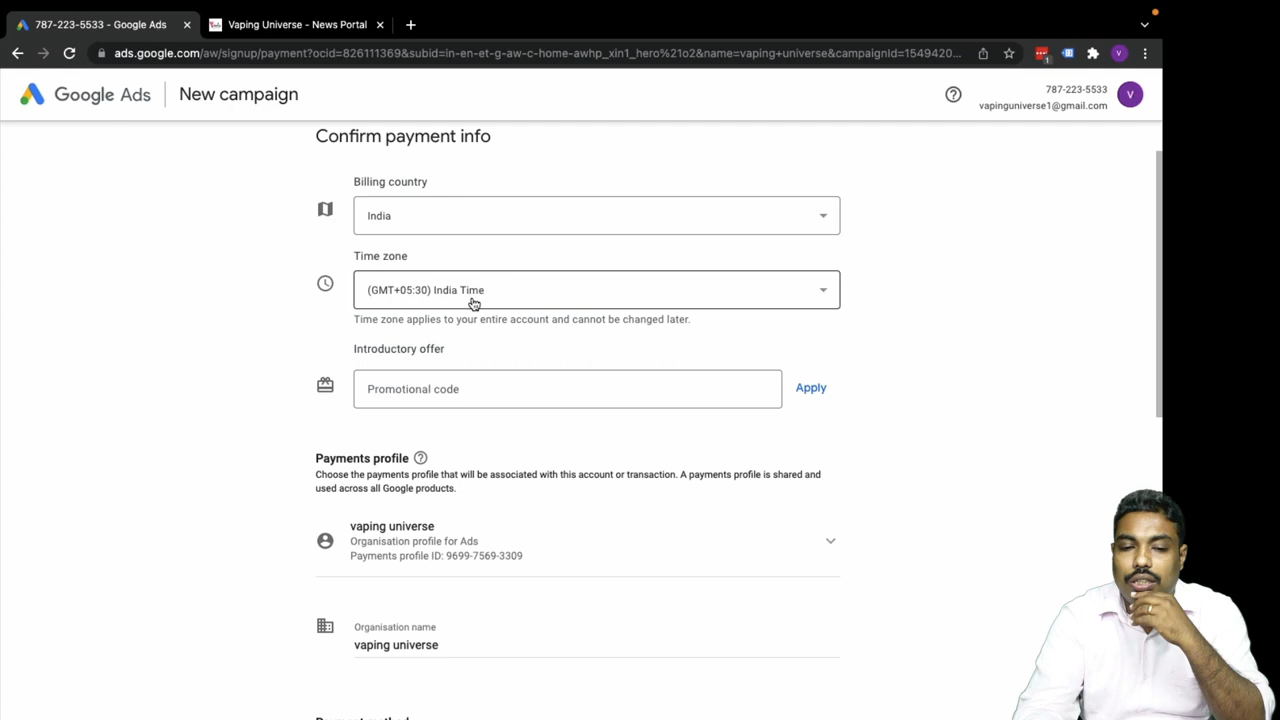 787-223-5533 - Google Ads
Vaping Universe - News Portal
ads.google.com/aw/signup/payment?ocid=826111369&subid=in-en-et-g-aw-c-home-awhp_xin1_hero%21o2&name=vaping+universe&campaignId=1549420...
1
V
Google Ads
New campaign
787-223-5533
vapinguniverse1@gmail.com
V
Confirm payment info
Billing country
India
Time zone
(GMT+05:30) India Time
Time zone applies to your entire account and cannot be changed later.
Introductory offer
Promotional code
Apply
Payments profile
Choose the payments profile that will be associated with this account or transaction. A payments profile is shared and
used across all Google products.
vaping universe
Organisation profile for Ads
Payments profile ID: 9699-7569-3309
Organisation name
vaping universe